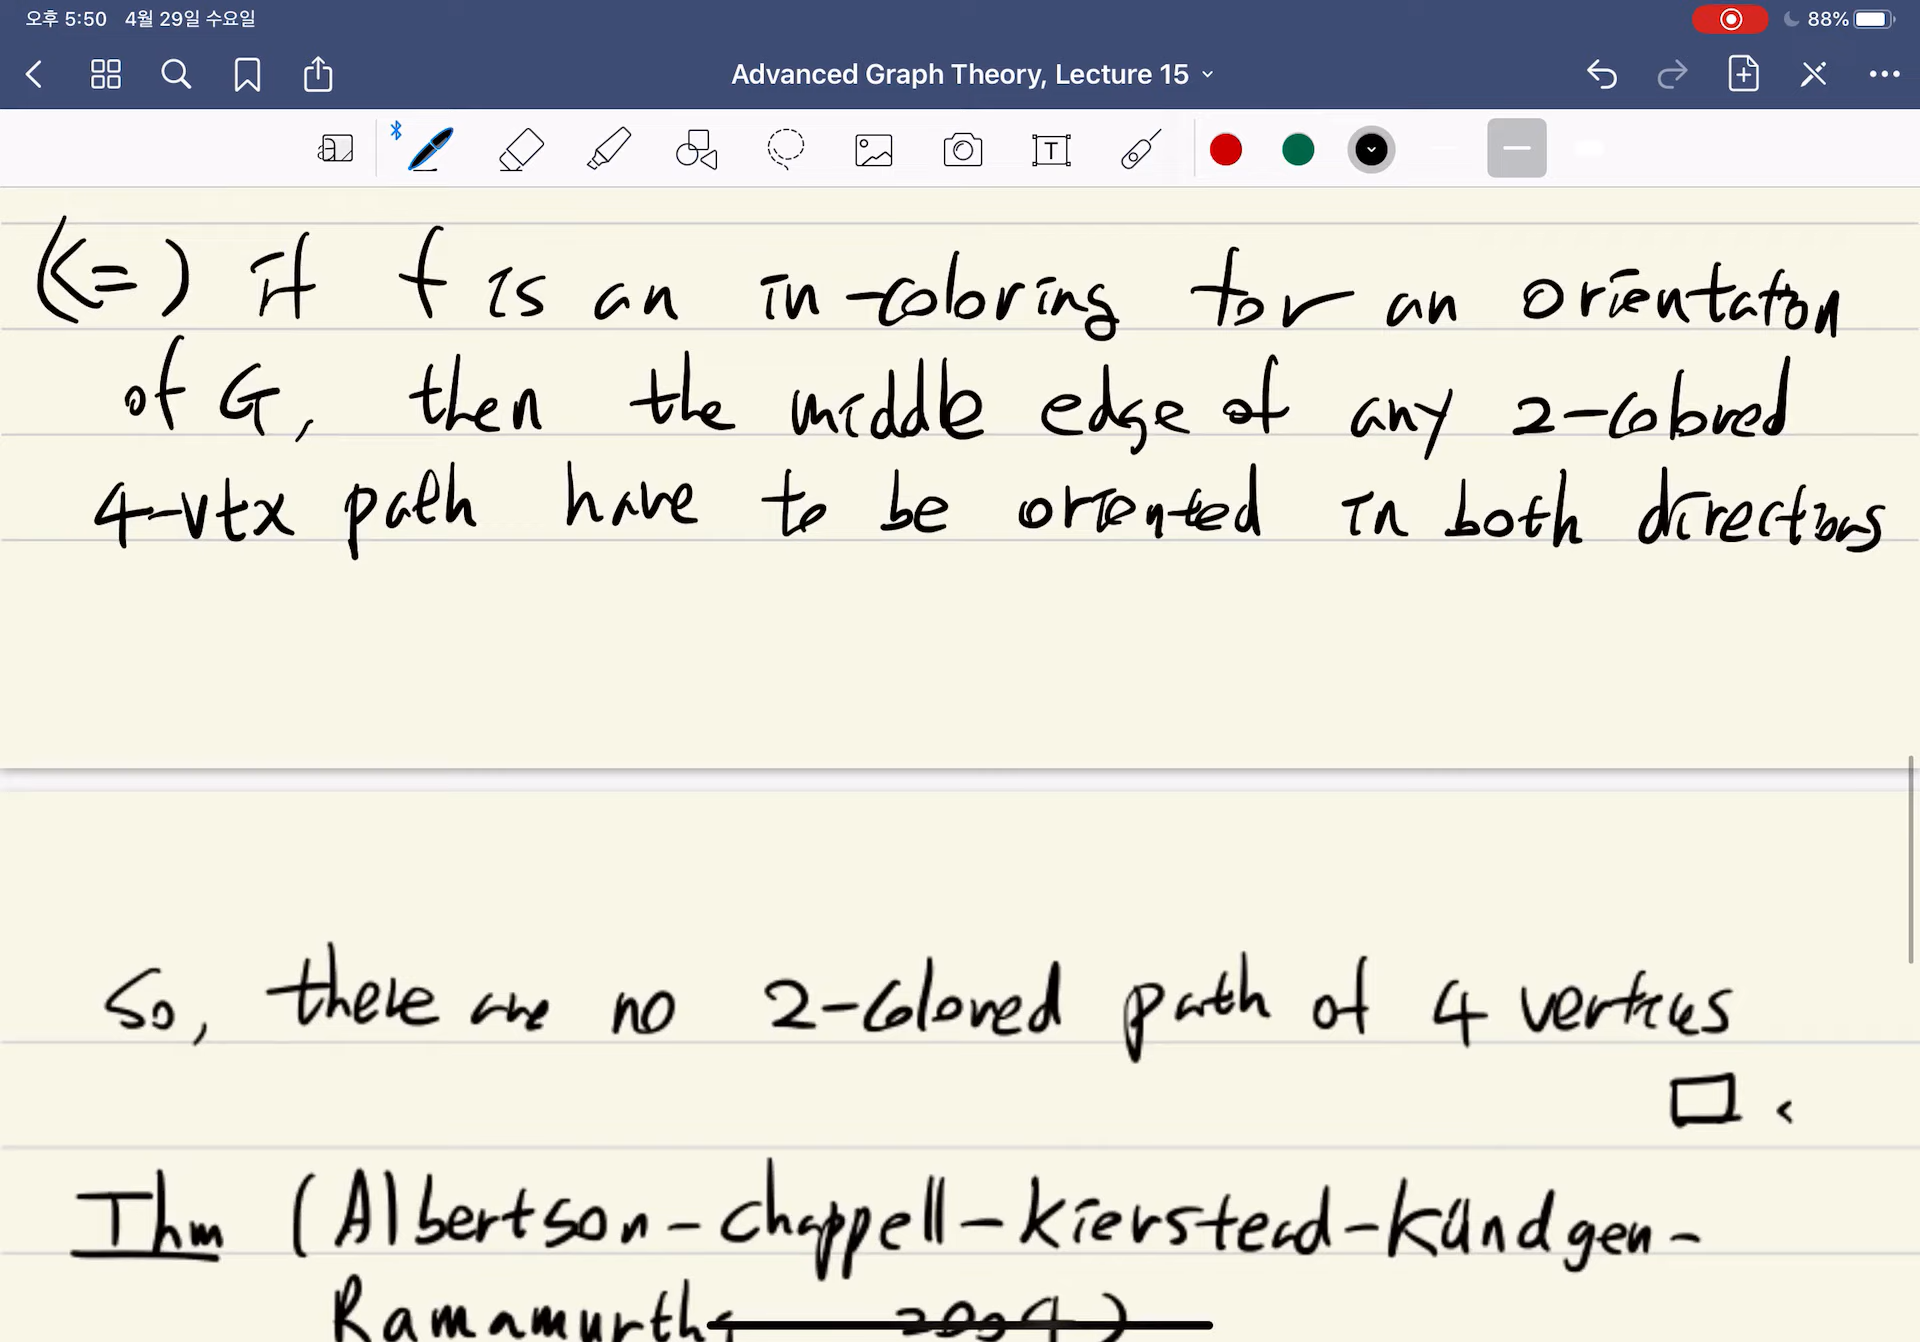 오후 5:50 4월 29일 수요일
88%
Advanced Graph Theory, Lecture 15
(<=) if f is an in-coloring for an orientation
of G, then the middle edge of any 2-colored
4-vtx path have to be oriented in both directions
So, there are no 2-colored path of 4 vertices
□.
Thm (Albertson-Chappell-Kierstead-Kündgen-
Ramamurthy 2004)